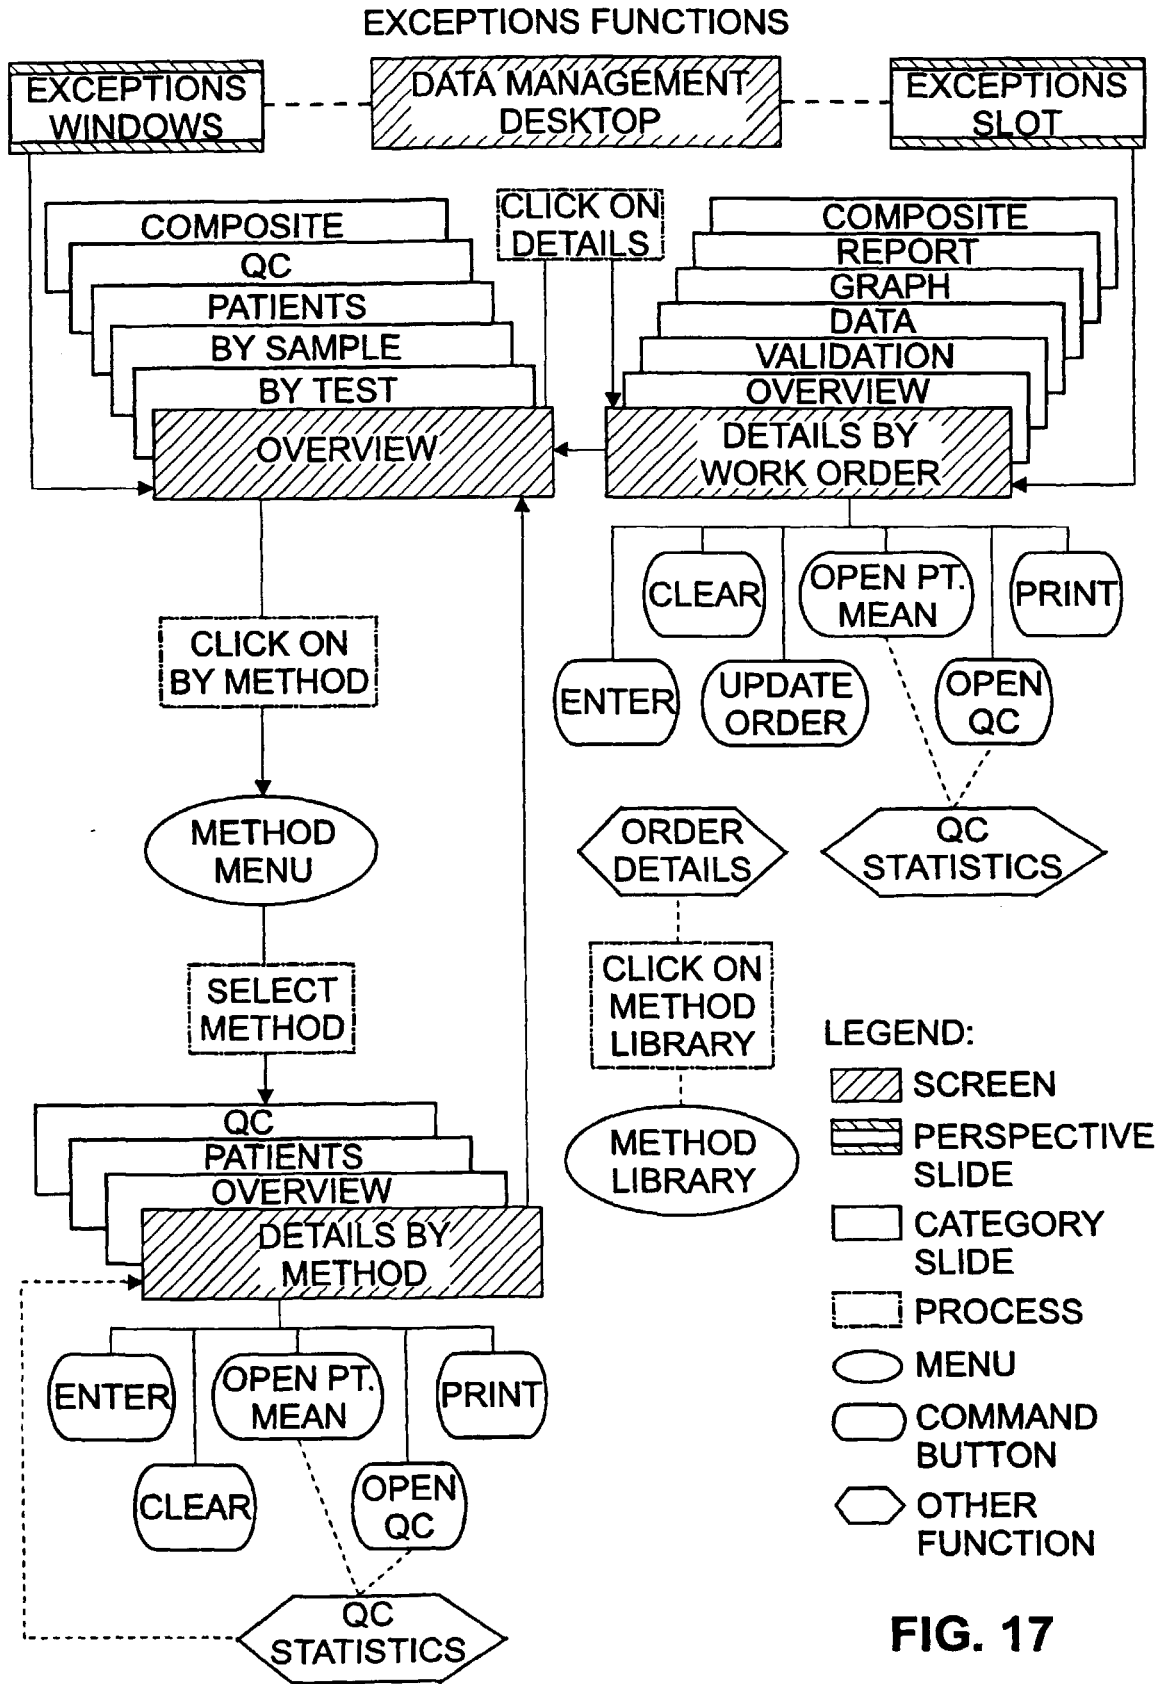 EXCEPTIONS FUNCTIONS
EXCEPTIONS
WINDOWS
DATA MANAGEMENT
DESKTOP
EXCEPTIONS
SLOT
COMPOSITE
QC
PATIENTS
BY SAMPLE
BY TEST
OVERVIEW
CLICK ON
DETAILS
COMPOSITE
REPORT
GRAPH
DATA
VALIDATION
OVERVIEW
DETAILS BY
WORK ORDER
CLEAR
OPEN PT.
MEAN
PRINT
ENTER
UPDATE
ORDER
OPEN
QC
CLICK ON
BY METHOD
METHOD
MENU
ORDER
DETAILS
QC
STATISTICS
SELECT
METHOD
CLICK ON
METHOD
LIBRARY
METHOD
LIBRARY
QC
PATIENTS
OVERVIEW
DETAILS BY
METHOD
ENTER
OPEN PT.
MEAN
PRINT
CLEAR
OPEN
QC
QC
STATISTICS
LEGEND:
SCREEN
PERSPECTIVE
SLIDE
CATEGORY
SLIDE
PROCESS
MENU
COMMAND
BUTTON
OTHER
FUNCTION
FIG. 17